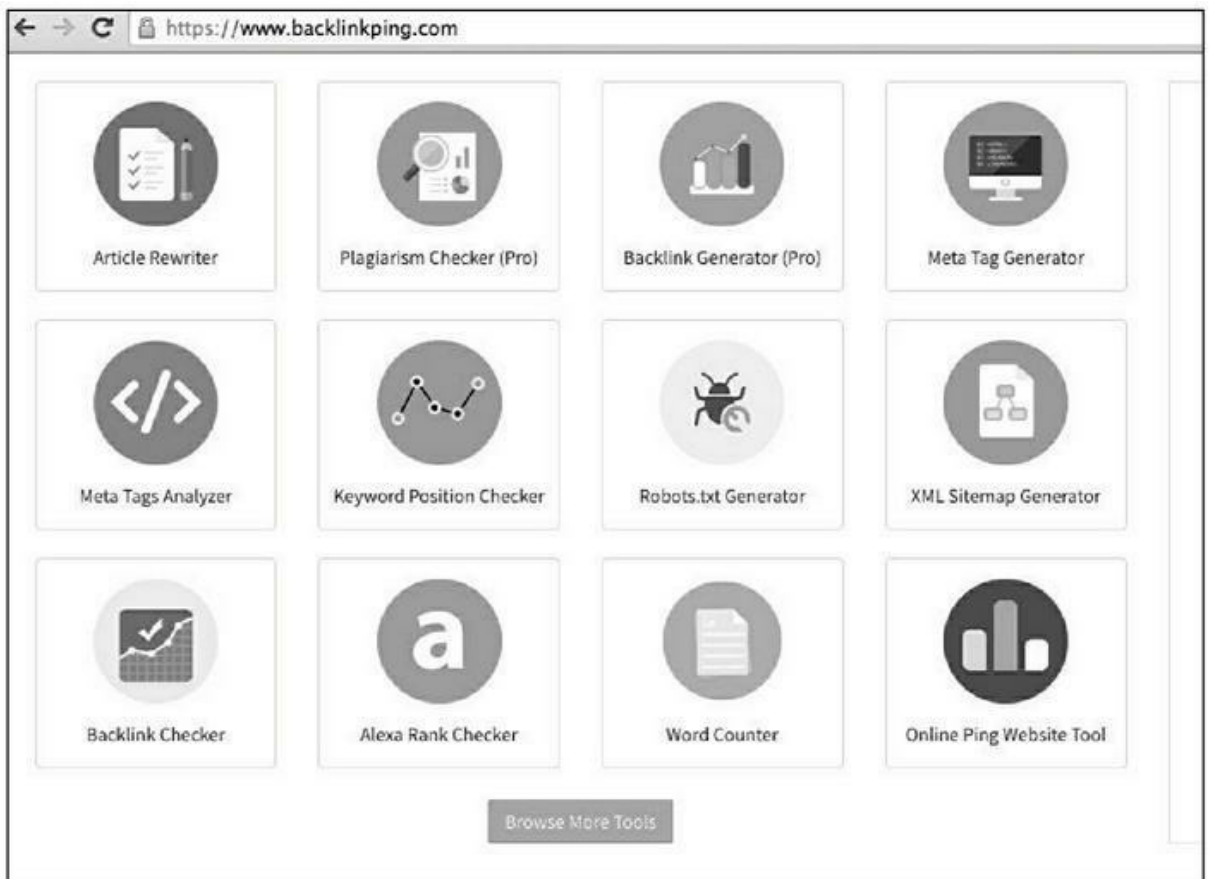 https://www.backlinkping.com
Article Rewriter
Plagiarism Checker (Pro)
Backlink Generator (Pro)
Meta Tag Generator
</>
Meta Tags Analyzer
Keyword Position Checker
Robots.txt Generator
XML Sitemap Generator
a
Backlink Checker
Alexa Rank Checker
Word Counter
Online Ping Website Tool
Browse More Tools